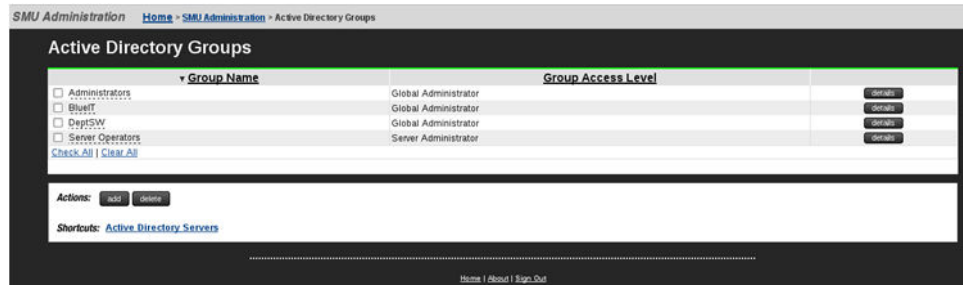 SMU Administration Home > SMU Administration > Active Directory Groups
Active Directory Groups
▼ Group Name Group Access Level
Administrators Global Administrator details
BlueIT Global Administrator details
DeptSW Global Administrator details
Server Operators Server Administrator details
Check All | Clear All
Actions: add delete
Shortcuts: Active Directory Servers
Home | About | Sign Out